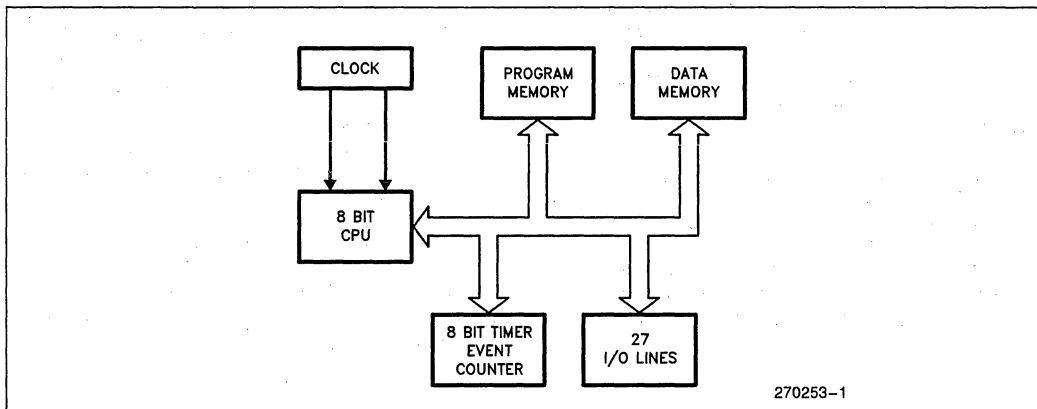 CLOCK
PROGRAM
MEMORY
DATA
MEMORY
8 BIT
CPU
8 BIT TIMER
EVENT
COUNTER
27
I/O LINES
270253-1